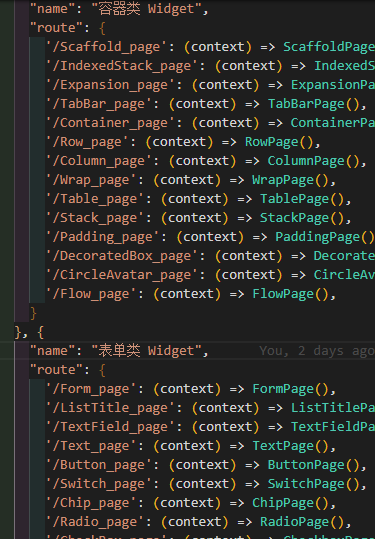 "name": "容器类 Widget",
"route": {
'/Scaffold_page': (context) => ScaffoldPage
'/IndexedStack_page': (context) => IndexedS
'/Expansion_page': (context) => ExpansionPa
'/TabBar_page': (context) => TabBarPage(),
'/Container_page': (context) => ContainerPa
'/Row_page': (context) => RowPage(),
'/Column_page': (context) => ColumnPage(),
'/Wrap_page': (context) => WrapPage(),
'/Table_page': (context) => TablePage(),
'/Stack_page': (context) => StackPage(),
'/Padding_page': (context) => PaddingPage()
'/DecoratedBox_page': (context) => Decorate
'/CircleAvatar_page': (context) => CircleAv
'/Flow_page': (context) => FlowPage(),
}
}, {
"name": "表单类 Widget", You, 2 days ago
"route": {
'/Form_page': (context) => FormPage(),
'/ListTitle_page': (context) => ListTitlePa
'/TextField_page': (context) => TextFieldPa
'/Text_page': (context) => TextPage(),
'/Button_page': (context) => ButtonPage(),
'/Switch_page': (context) => SwitchPage(),
'/Chip_page': (context) => ChipPage(),
'/Radio_page': (context) => RadioPage(),
'/CheckBox_page': (context) => CheckboxPage